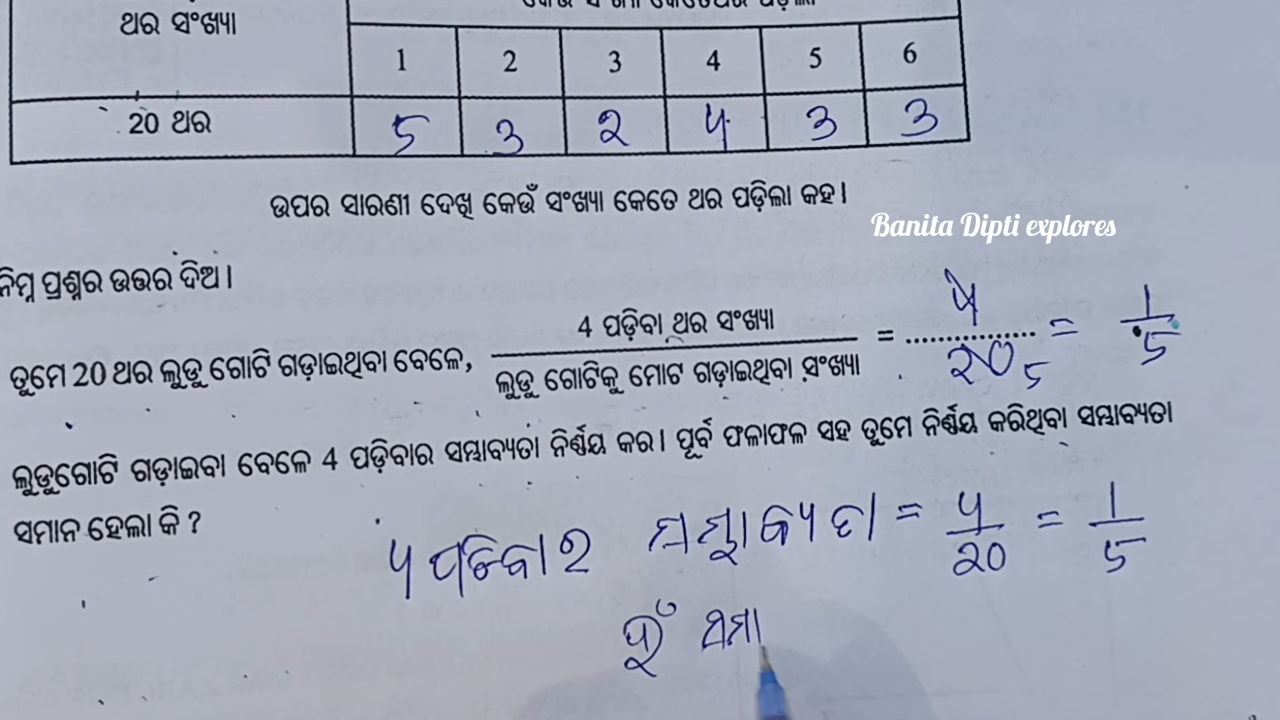 ଥର ସଂଖ୍ୟା
1 2 3 4 5 6
20 ଥର 5 3 2 4 3 3
ଉପର ସାରଣୀ ଦେଖି କେଉଁ ସଂଖ୍ୟା କେତେ ଥର ପଡ଼ିଲା କହ।
Banita Dipti explores
ନିମ୍ନ ପ୍ରଶ୍ନର ଉତ୍ତର ଦିଅ।
ତୁମେ 20 ଥର ଲୁଡୁ ଗୋଟି ଗଡ଼ାଇଥିବା ବେଳେ, 4 ପଡ଼ିବା ଥର ସଂଖ୍ୟା / ଲୁଡୁ ଗୋଟିକୁ ମୋଟ ଗଡ଼ାଇଥିବା ସଂଖ୍ୟା = 4/20 5 = 1/5
ଲୁଡୁଗୋଟି ଗଡ଼ାଇବା ବେଳେ 4 ପଡ଼ିବାର ସମ୍ଭାବ୍ୟତା ନିର୍ଣ୍ଣୟ କର। ପୂର୍ବ ଫଳାଫଳ ସହ ତୁମେ ନିର୍ଣ୍ଣୟ କରିଥିବା ସମ୍ଭାବ୍ୟତା
ସମାନ ହେଲା କି ?
4 ପଡିବାର ସମ୍ଭାବ୍ୟତା = 4/20 = 1/5
ହଁ ସମା